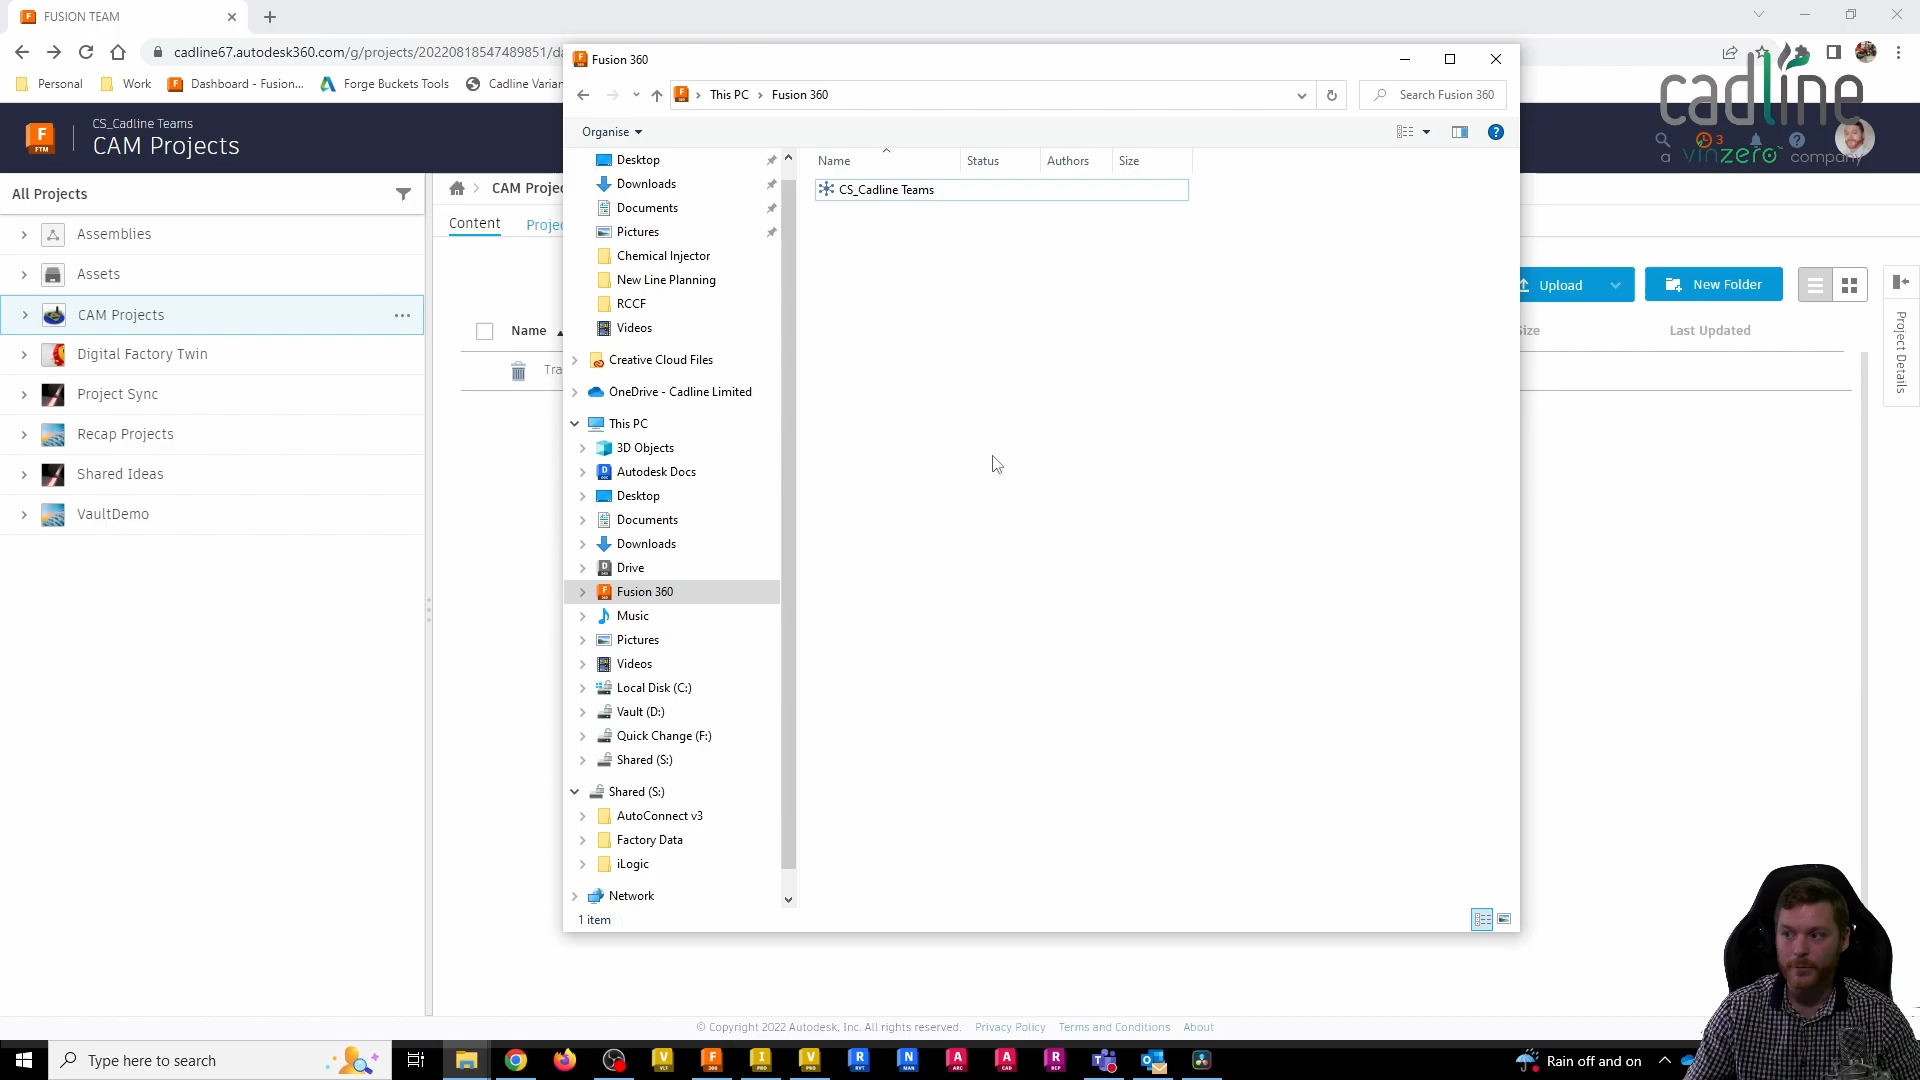 FUSION TEAM
cadline67.autodesk360.com/g/projects/20220818547489851/da
Personal
Work
Dashboard - Fusion...
Forge Buckets Tools
Cadline Varian
CS_Cadline Teams
CAM Projects
F
FTM
cadline
a vinzero company
3
All Projects
Assemblies
Assets
CAM Projects
Digital Factory Twin
Project Sync
Recap Projects
Shared Ideas
VaultDemo
CAM Projec
Content
Projec
Name
Tra
Upload
New Folder
Size
Last Updated
Project Details
Fusion 360
This PC
Fusion 360
Search Fusion 360
Organise
Name
Status
Authors
Size
CS_Cadline Teams
Desktop
Downloads
Documents
Pictures
Chemical Injector
New Line Planning
RCCF
Videos
Creative Cloud Files
OneDrive - Cadline Limited
This PC
3D Objects
Autodesk Docs
Desktop
Documents
Downloads
Drive
Fusion 360
Music
Pictures
Videos
Local Disk (C:)
Vault (D:)
Quick Change (F:)
Shared (S:)
Shared (S:)
AutoConnect v3
Factory Data
iLogic
Network
1 item
© Copyright 2022 Autodesk, Inc. All rights reserved.
Privacy Policy
Terms and Conditions
About
Type here to search
Rain off and on